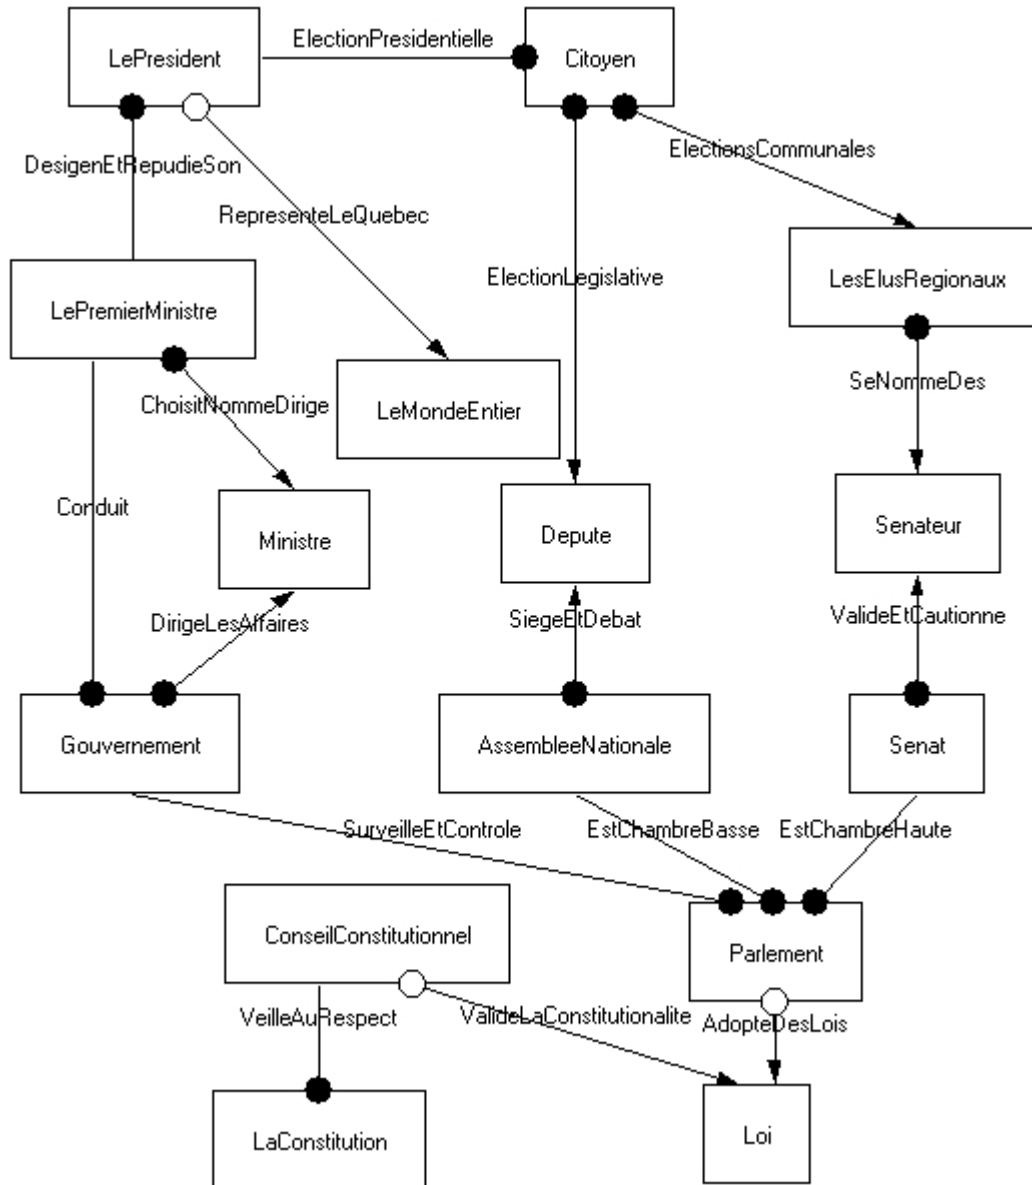 ElectionPresidentielle
LePresident
Citoyen
DesigenEtRepudieSon
ElectionsCommunales
RepresenteLeQuebec
ElectionLegislative
LesElusRegionaux
LePremierMinistre
SeNommeDes
ChoisitNommeDirige
LeMondeEntier
Conduit
Ministre
Depute
Senateur
DirigeLesAffaires
SiegeEtDebat
ValideEtCautionne
Gouvernement
AssembleeNationale
Senat
SurveilleEtControle
EstChambreBasse
EstChambreHaute
ConseilConstitutionnel
Parlement
VeilleAuRespect
ValideLaConstitutionalite
AdopteDesLois
LaConstitution
Loi